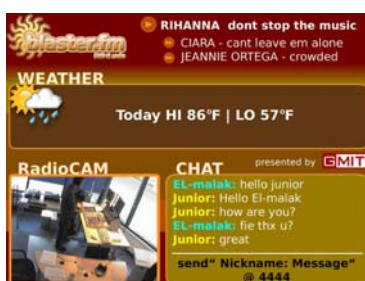 blasterfm
RIHANNA dont stop the music
CIARA - cant leave em alone
JEANNIE ORTEGA - crowded
WEATHER
Today HI 86°F | LO 57°F
RadioCAM
CHAT
presented by GMIT
EL-malak: hello junior
Junior: Hello El-malak
Junior: how are you?
EL-malak: fie thx u?
Junior: great
send" Nickname: Message"
@ 4444